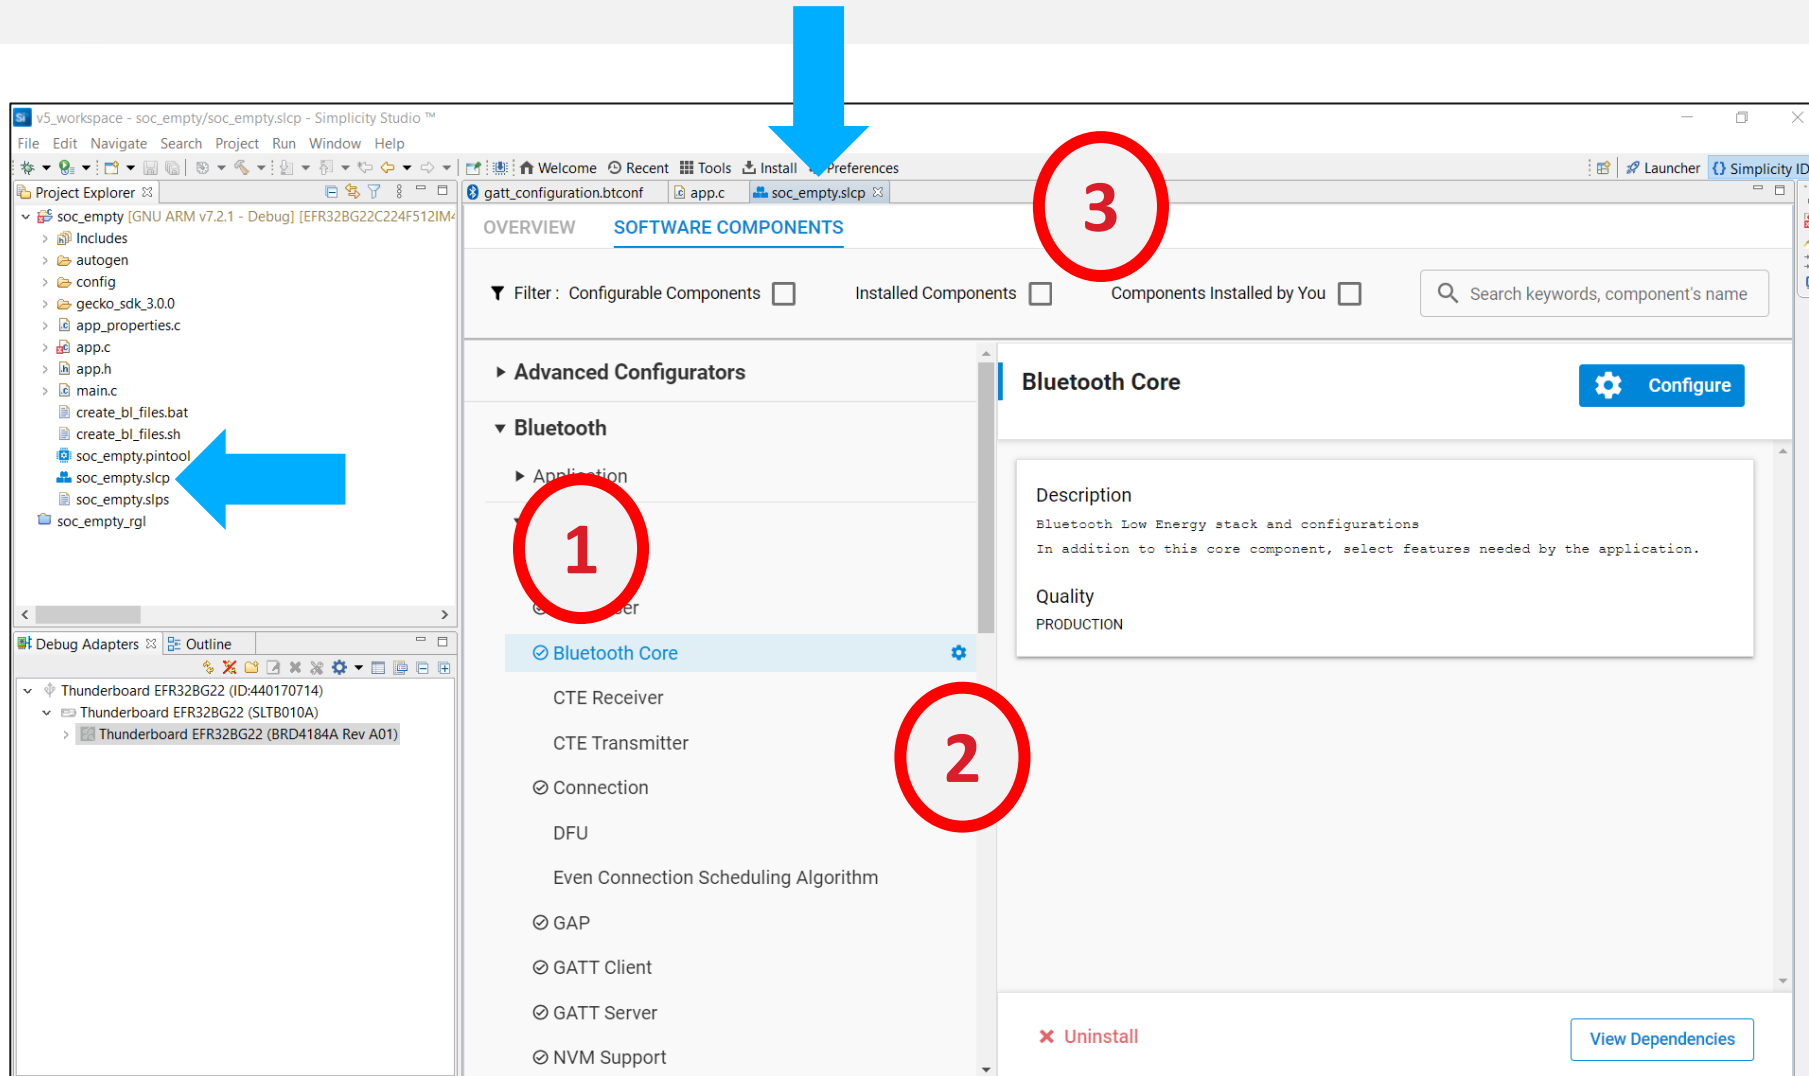 v5_workspace - soc_empty/soc_empty.slcp - Simplicity Studio ™
File Edit Navigate Search Project Run Window Help
Welcome Recent Tools Install Preferences
Launcher Simplicity ID
Project Explorer
gatt_configuration.btconf app.c soc_empty.slcp
soc_empty [GNU ARM v7.2.1 - Debug] [EFR32BG22C224F512IM4
Includes
autogen
config
gecko_sdk_3.0.0
app_properties.c
app.c
app.h
main.c
create_bl_files.bat
create_bl_files.sh
soc_empty.pintool
soc_empty.slcp
soc_empty.slps
soc_empty_rgl
Debug Adapters Outline
Thunderboard EFR32BG22 (ID:440170714)
Thunderboard EFR32BG22 (SLTB010A)
Thunderboard EFR32BG22 (BRD4184A Rev A01)
OVERVIEW SOFTWARE COMPONENTS
3
Filter : Configurable Components Installed Components Components Installed by You Search keywords, component's name
Advanced Configurators
Bluetooth
Application
1
Bluetooth Core
CTE Receiver
CTE Transmitter
2
Connection
DFU
Even Connection Scheduling Algorithm
GAP
GATT Client
GATT Server
NVM Support
Bluetooth Core
Configure
Description
Bluetooth Low Energy stack and configurations
In addition to this core component, select features needed by the application.
Quality
PRODUCTION
Uninstall
View Dependencies